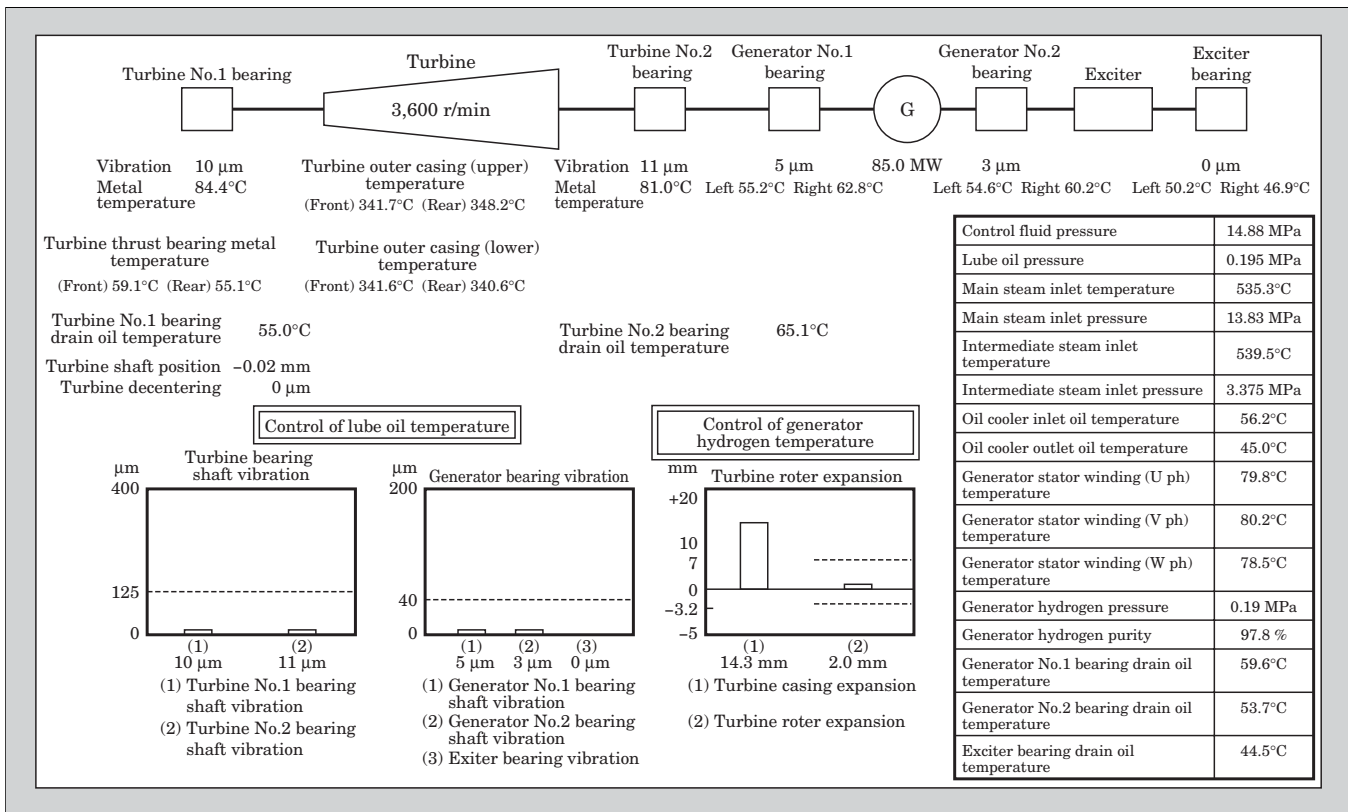 Turbine No.1 bearing
Turbine
3,600 r/min
Turbine No.2
bearing
Generator No.1
bearing
G
Generator No.2
bearing
Exciter
Exciter
bearing
Vibration 10 μm
Metal 84.4°C
temperature
Turbine outer casing (upper)
temperature
(Front) 341.7°C (Rear) 348.2°C
Vibration 11 μm
Metal 81.0°C
temperature
5 μm
Left 55.2°C Right 62.8°C
85.0 MW
3 μm
Left 54.6°C Right 60.2°C
0 μm
Left 50.2°C Right 46.9°C
Turbine thrust bearing metal
temperature
(Front) 59.1°C (Rear) 55.1°C
Turbine outer casing (lower)
temperature
(Front) 341.6°C (Rear) 340.6°C
Turbine No.1 bearing
drain oil temperature
55.0°C
Turbine No.2 bearing
drain oil temperature
65.1°C
Turbine shaft position −0.02 mm
Turbine decentering 0 μm
Control of lube oil temperature
Control of generator
hydrogen temperature
μm
Turbine bearing
shaft vibration
400
125
0
(1) (2)
10 μm 11 μm
(1) Turbine No.1 bearing
shaft vibration
(2) Turbine No.2 bearing
shaft vibration
μm
Generator bearing vibration
200
40
0
(1) (2) (3)
5 μm 3 μm 0 μm
(1) Generator No.1 bearing
shaft vibration
(2) Generator No.2 bearing
shaft vibration
(3) Exiter bearing vibration
mm
Turbine roter expansion
+20
10
7
0
−3.2
−5
(1) (2)
14.3 mm 2.0 mm
(1) Turbine casing expansion
(2) Turbine roter expansion
Control fluid pressure 14.88 MPa
Lube oil pressure 0.195 MPa
Main steam inlet temperature 535.3°C
Main steam inlet pressure 13.83 MPa
Intermediate steam inlet
temperature 539.5°C
Intermediate steam inlet pressure 3.375 MPa
Oil cooler inlet oil temperature 56.2°C
Oil cooler outlet oil temperature 45.0°C
Generator stator winding (U ph)
temperature 79.8°C
Generator stator winding (V ph)
temperature 80.2°C
Generator stator winding (W ph)
temperature 78.5°C
Generator hydrogen pressure 0.19 MPa
Generator hydrogen purity 97.8 %
Generator No.1 bearing drain oil
temperature 59.6°C
Generator No.2 bearing drain oil
temperature 53.7°C
Exciter bearing drain oil
temperature 44.5°C